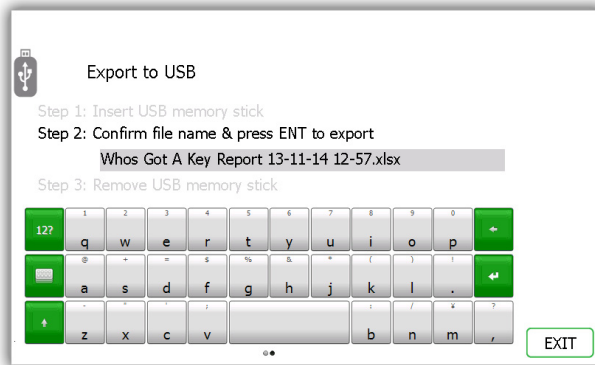 Export to USB
Step 1: Insert USB memory stick
Step 2: Confirm file name & press ENT to export
Whos Got A Key Report 13-11-14 12-57.xlsx
Step 3: Remove USB memory stick
1 2 3 4 5 6 7 8 9 0
12? q w e r t y u i o p
@ + = $ % & * ( ) !
a s d f g h j k l .
- " ' ; : / ¥ ?
z x c v b n m ,
EXIT